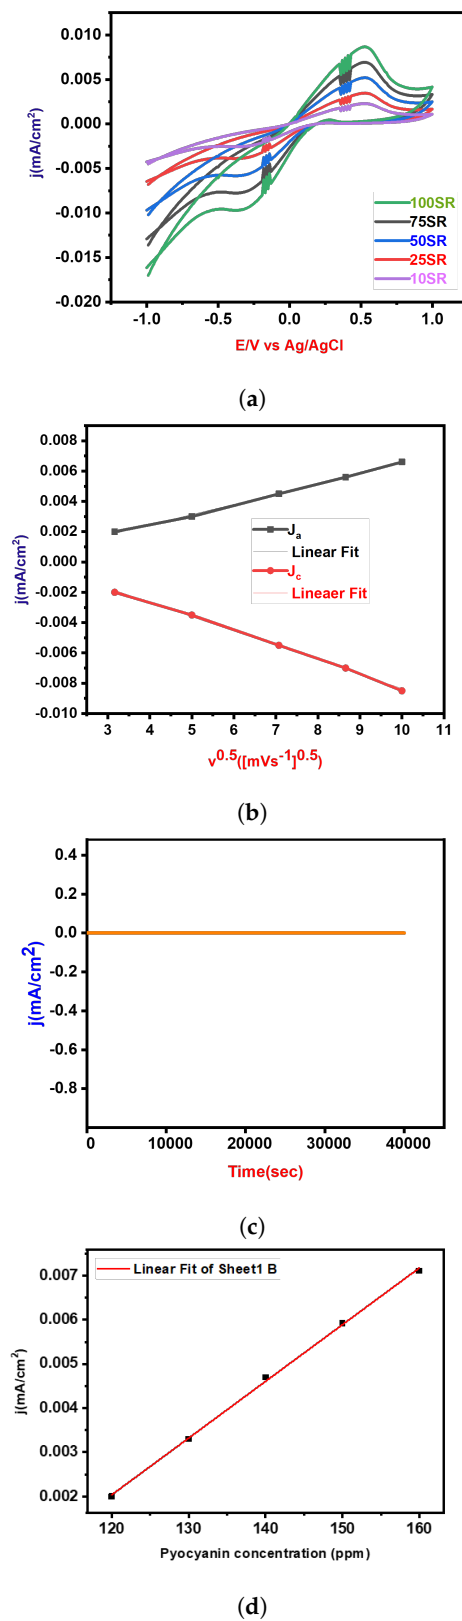 0.015
0.010
0.005
0.000
-0.005
-0.010
-0.015
-0.020
j(mA/cm²)
100SR
75SR
50SR
25SR
10SR
-1.0 -0.5 0.0 0.5 1.0
E/V vs Ag/AgCl
(a)
0.008
0.006
0.004
0.002
0.000
-0.002
-0.004
-0.006
-0.008
-0.010
j(mA/cm²)
Jₐ
Linear Fit
J꜀
Lineaer Fit
3 4 5 6 7 8 9 10 11
v⁰·⁵([mVs⁻¹]⁰·⁵)
(b)
0.4
0.2
0.0
-0.2
-0.4
-0.6
-0.8
j(mA/cm²)
0 10000 20000 30000 40000
Time(sec)
(c)
Linear Fit of Sheet1 B
0.007
0.006
0.005
0.004
0.003
0.002
j(mA/cm²)
120 130 140 150 160
Pyocyanin concentration (ppm)
(d)